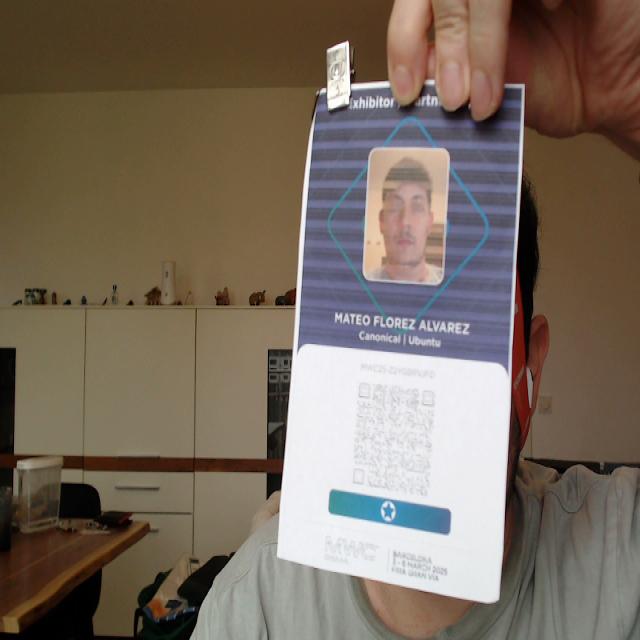 Exhibitor
MATEO FLOREZ ALVAREZ
Canonical | Ubuntu
MWC
BARCELONA
3-6 MARCH 2025
FIRA GRAN VIA